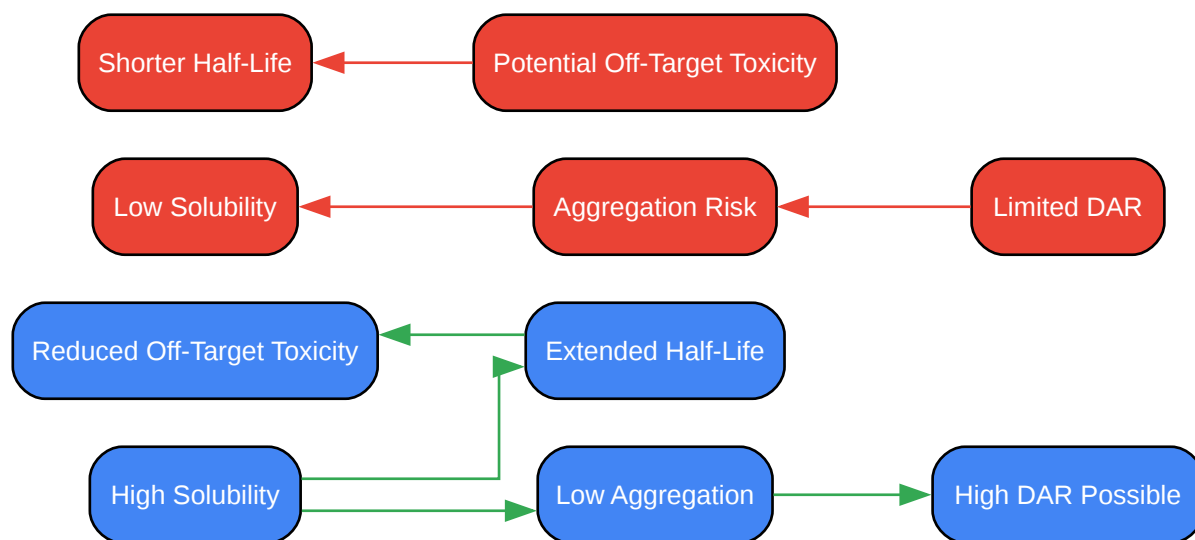 Shorter Half-Life
Potential Off-Target Toxicity
Low Solubility
Aggregation Risk
Limited DAR
Reduced Off-Target Toxicity
Extended Half-Life
High Solubility
Low Aggregation
High DAR Possible